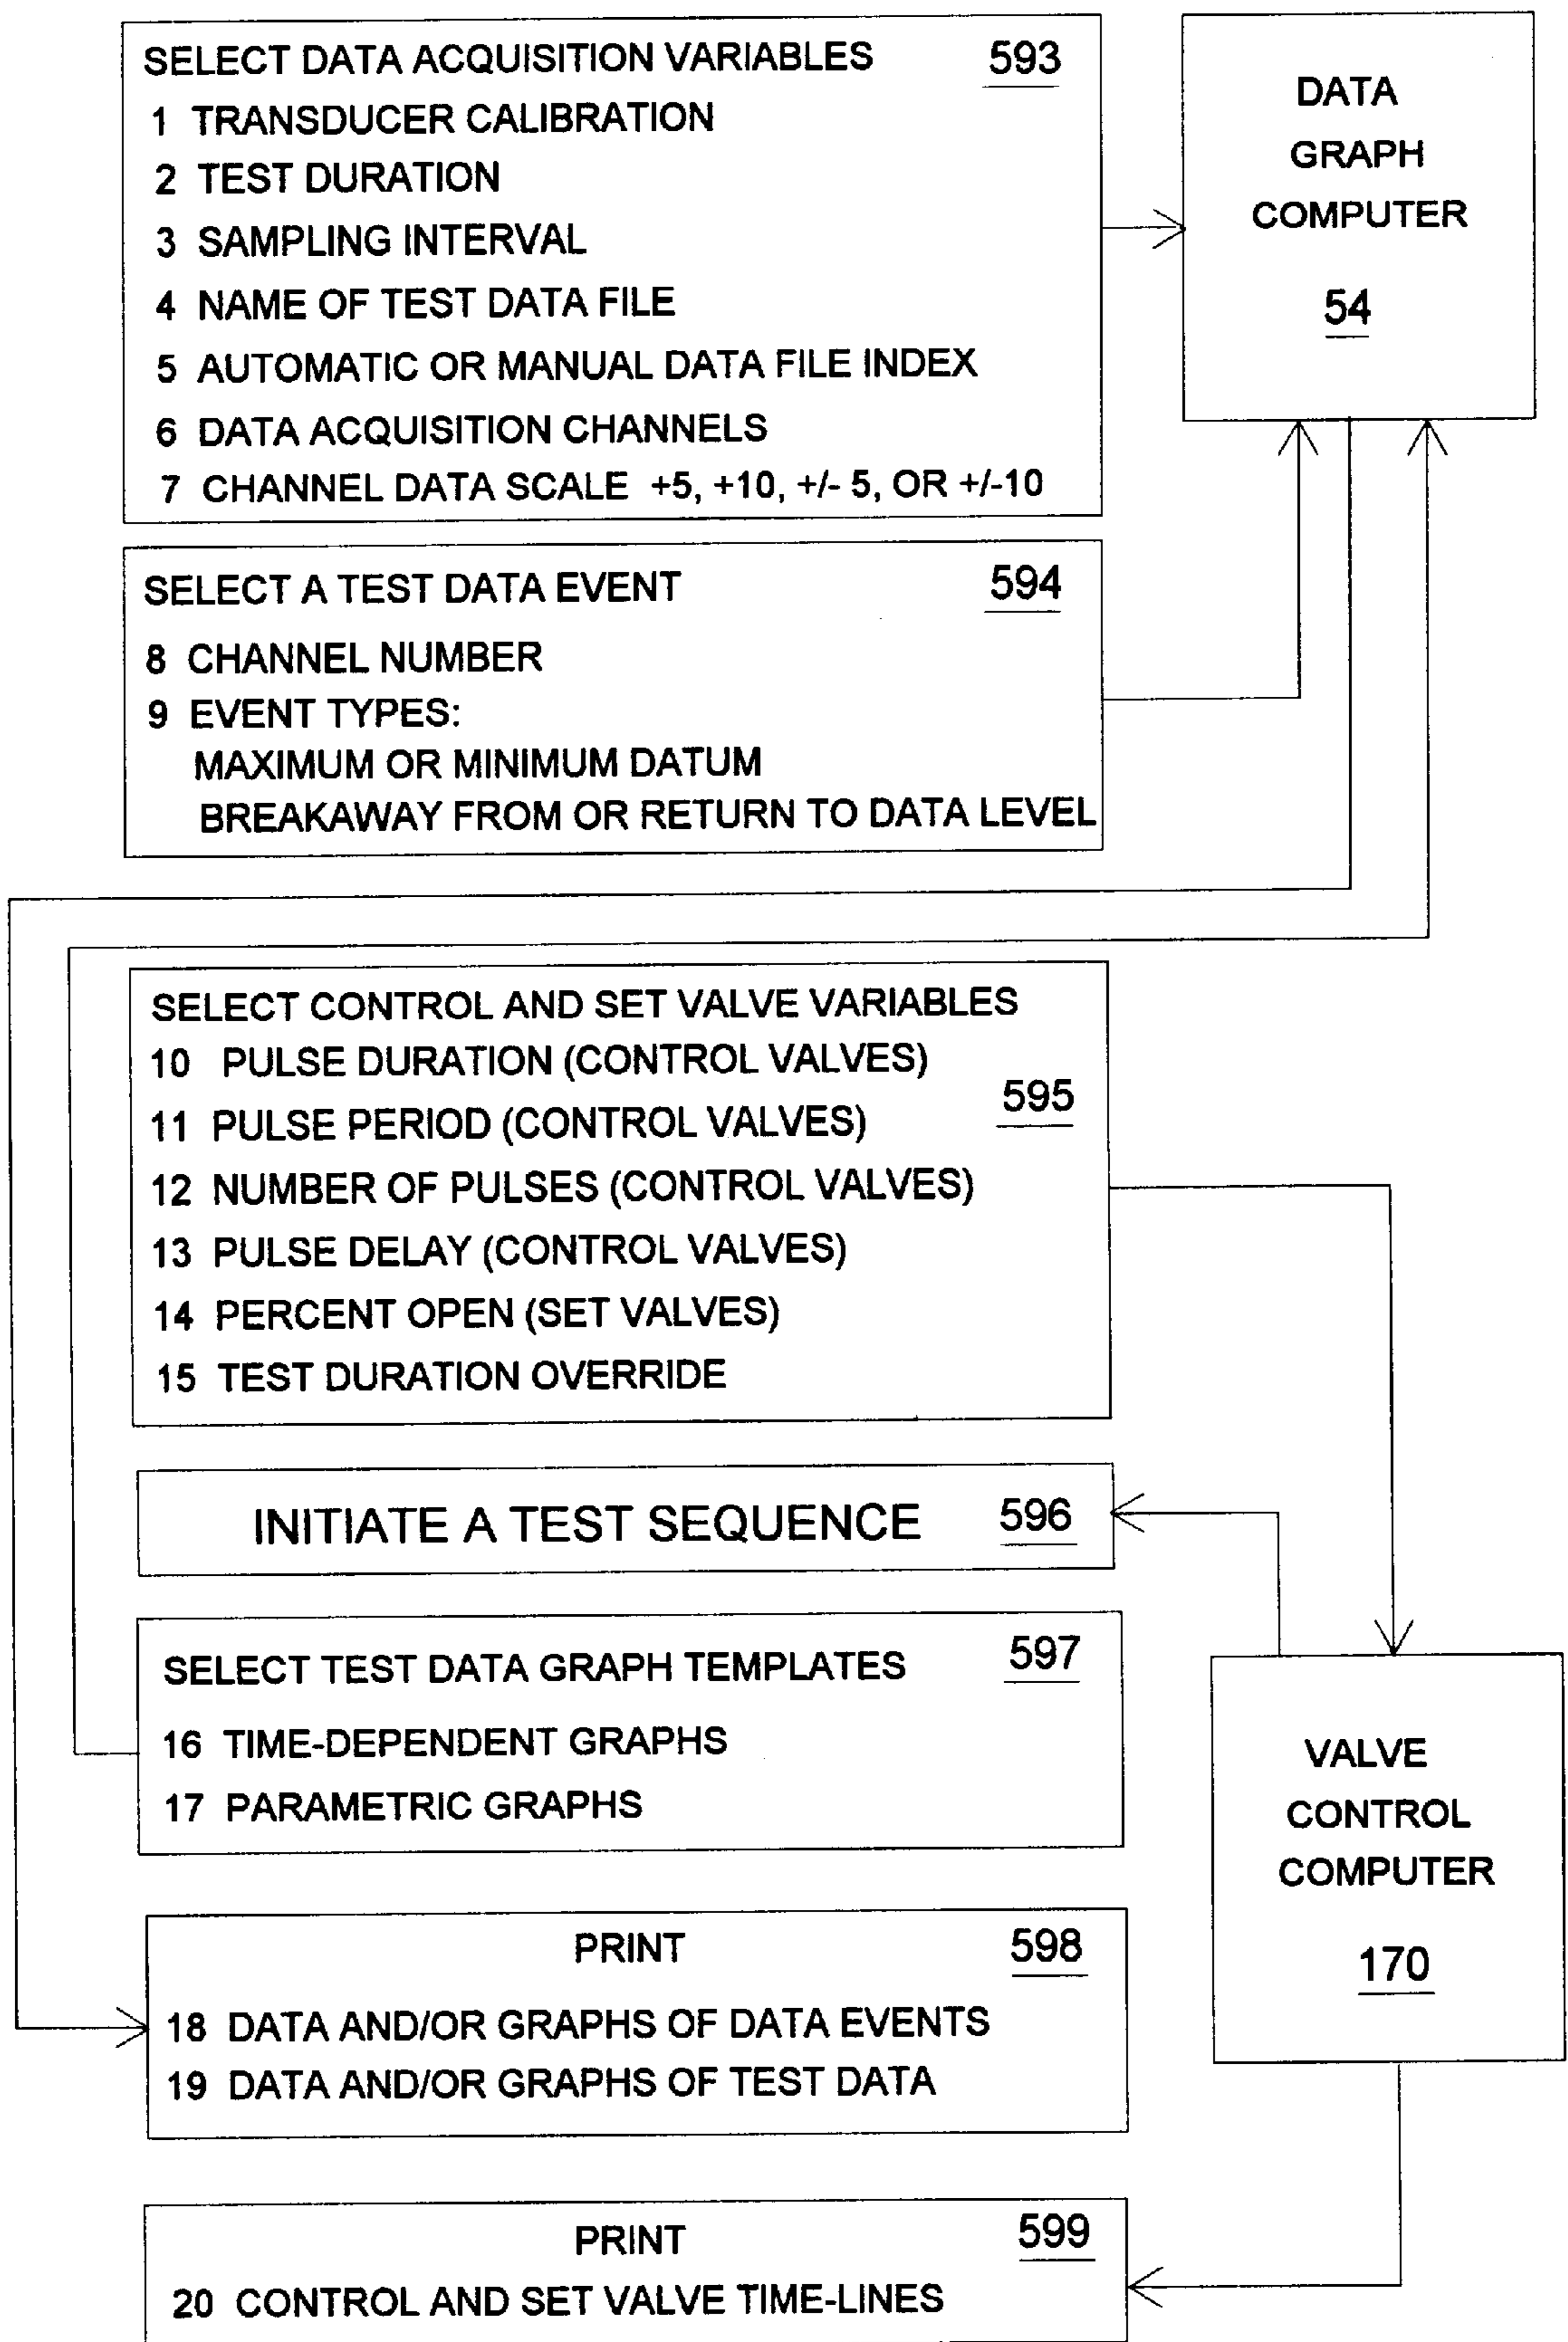 SELECT DATA ACQUISITION VARIABLES 593
1 TRANSDUCER CALIBRATION
2 TEST DURATION
3 SAMPLING INTERVAL
4 NAME OF TEST DATA FILE
5 AUTOMATIC OR MANUAL DATA FILE INDEX
6 DATA ACQUISITION CHANNELS
7 CHANNEL DATA SCALE +5, +10, +/- 5, OR +/-10
DATA
GRAPH
COMPUTER
54
SELECT A TEST DATA EVENT 594
8 CHANNEL NUMBER
9 EVENT TYPES:
MAXIMUM OR MINIMUM DATUM
BREAKAWAY FROM OR RETURN TO DATA LEVEL
SELECT CONTROL AND SET VALVE VARIABLES
10 PULSE DURATION (CONTROL VALVES)
595
11 PULSE PERIOD (CONTROL VALVES)
12 NUMBER OF PULSES (CONTROL VALVES)
13 PULSE DELAY (CONTROL VALVES)
14 PERCENT OPEN (SET VALVES)
15 TEST DURATION OVERRIDE
INITIATE A TEST SEQUENCE 596
SELECT TEST DATA GRAPH TEMPLATES 597
16 TIME-DEPENDENT GRAPHS
17 PARAMETRIC GRAPHS
VALVE
CONTROL
COMPUTER
170
PRINT 598
18 DATA AND/OR GRAPHS OF DATA EVENTS
19 DATA AND/OR GRAPHS OF TEST DATA
PRINT 599
20 CONTROL AND SET VALVE TIME-LINES